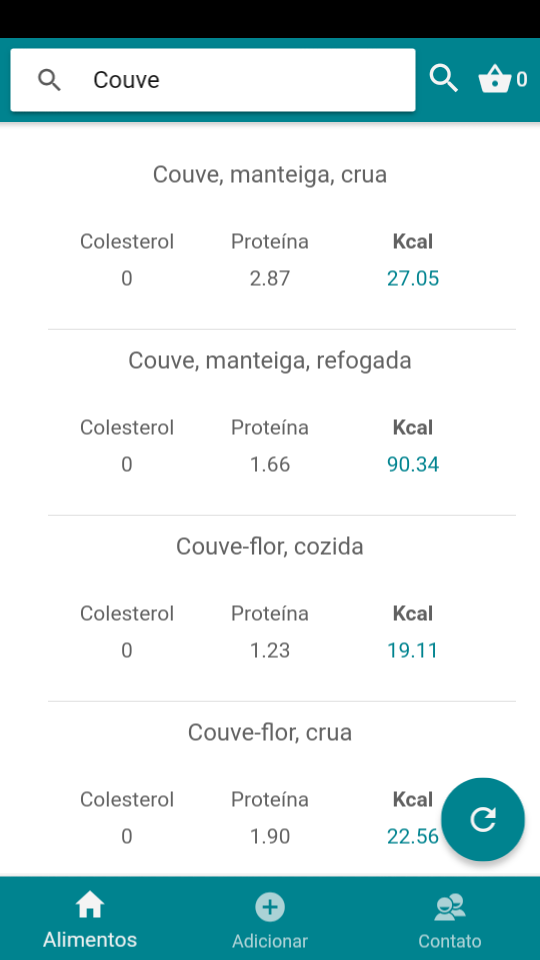 Couve
0
Couve, manteiga, crua
Colesterol Proteína Kcal
0 2.87 27.05
Couve, manteiga, refogada
Colesterol Proteína Kcal
0 1.66 90.34
Couve-flor, cozida
Colesterol Proteína Kcal
0 1.23 19.11
Couve-flor, crua
Colesterol Proteína Kcal
0 1.90 22.56
Alimentos Adicionar Contato